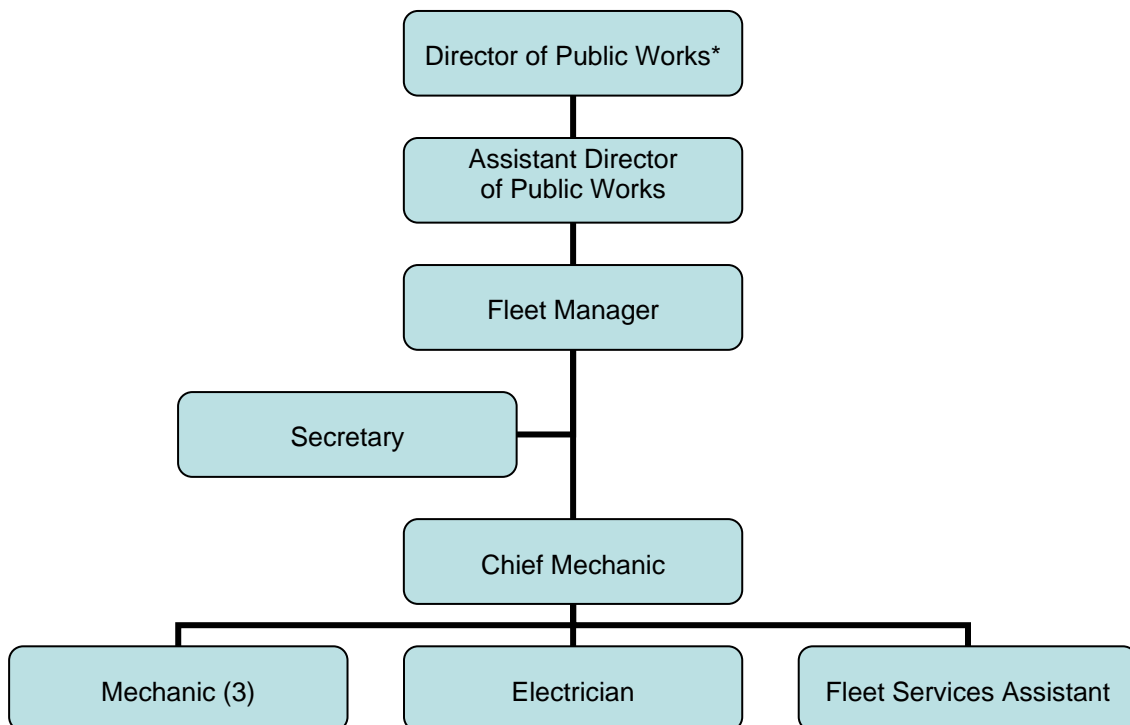 Director of Public Works*
Assistant Director
of Public Works
Fleet Manager
Secretary
Chief Mechanic
Mechanic (3)
Electrician
Fleet Services Assistant